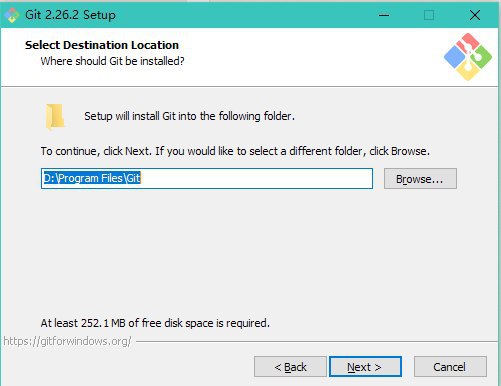 Git 2.26.2 Setup
Select Destination Location
Where should Git be installed?
Setup will install Git into the following folder.
To continue, click Next. If you would like to select a different folder, click Browse.
D:\Program Files\Git
Browse...
At least 252.1 MB of free disk space is required.
https://gitforwindows.org/
< Back
Next >
Cancel